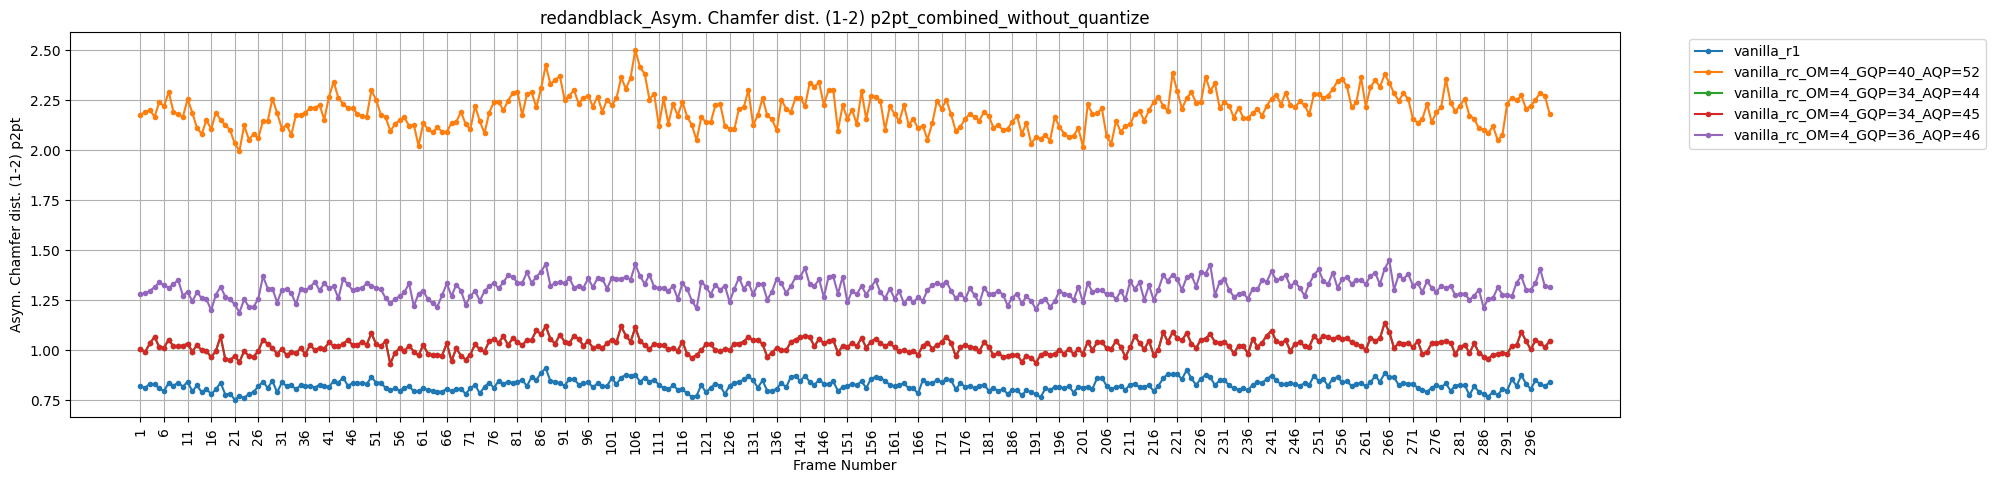 redandblack_Asym. Chamfer dist. (1-2) p2pt_combined_without_quantize
Asym. Chamfer dist. (1-2) p2pt
2.50
2.25
2.00
1.75
1.50
1.25
1.00
0.75
1 6 11 16 21 26 31 36 41 46 51 56 61 66 71 76 81 86 91 96 101 106 111 116 121 126 131 136 141 146 151 156 161 166 171 176 181 186 191 196 201 206 211 216 221 226 231 236 241 246 251 256 261 266 271 276 281 286 291 296
Frame Number
vanilla_r1
vanilla_rc_OM=4_GQP=40_AQP=52
vanilla_rc_OM=4_GQP=34_AQP=44
vanilla_rc_OM=4_GQP=34_AQP=45
vanilla_rc_OM=4_GQP=36_AQP=46